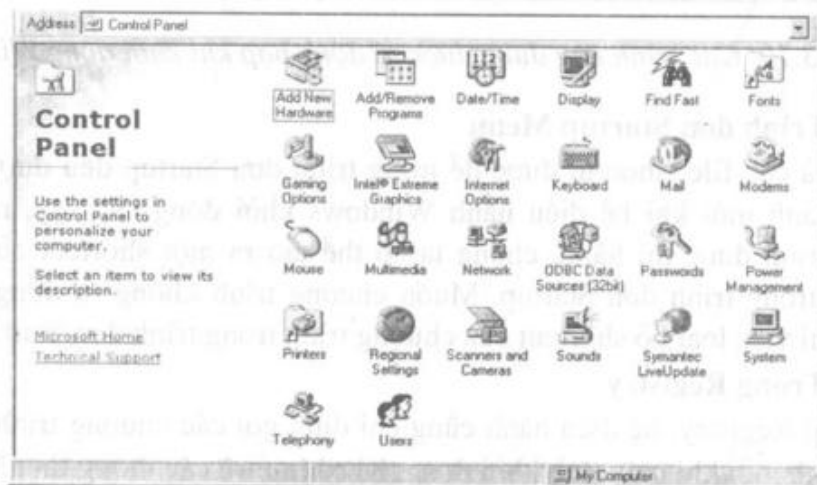 Address Control Panel
Control
Panel
Use the settings in
Control Panel to
personalize your
computer.
Select an item to view its
description.
Microsoft Home
Technical Support
Add New
Hardware
Add/Remove
Programs
Date/Time
Display
Find Fast
Fonts
Gaming
Options
Intel® Extreme
Graphics
Internet
Options
Keyboard
Mail
Modems
Mouse
Multimedia
Network
ODBC Data
Sources (32bit)
Passwords
Power
Management
Printers
Regional
Settings
Scanners and
Cameras
Sounds
Symantec
LiveUpdate
System
Telephony
Users
My Computer